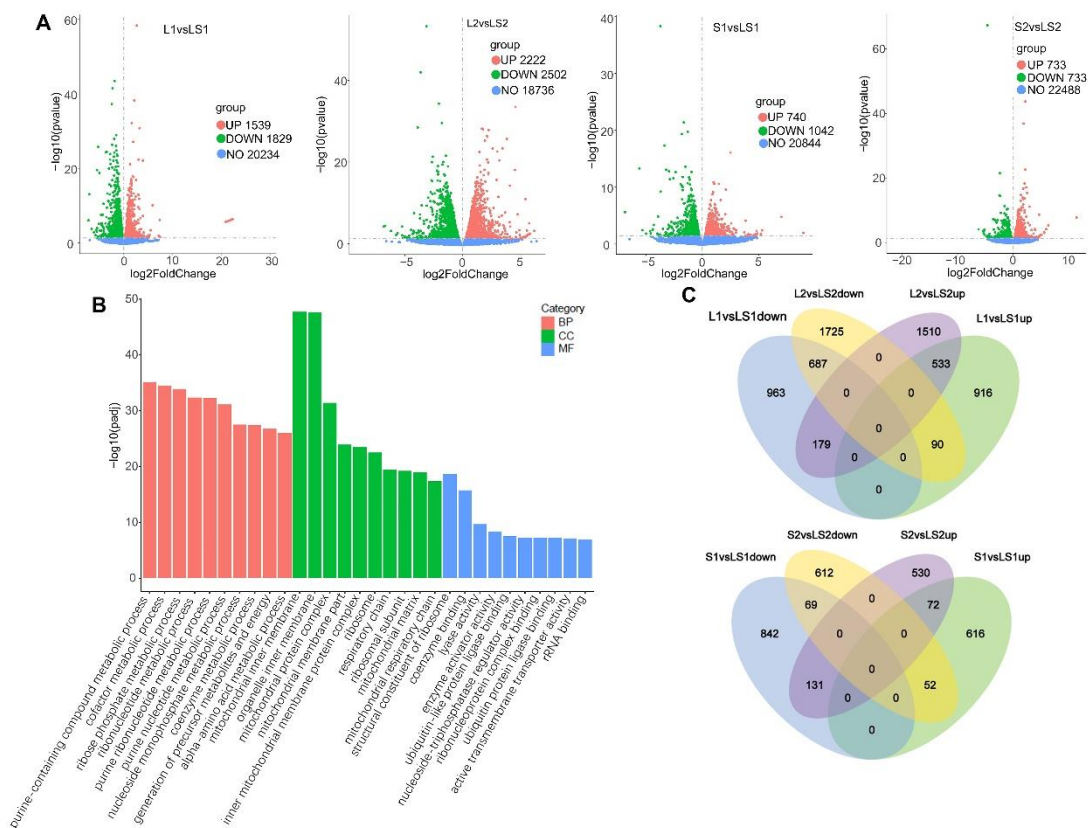 A
L1vsLS1
group
UP 1539
DOWN 1829
NO 20234
-log10(pvalue)
60
40
20
0
0
10
20
30
log2FoldChange
L2vsLS2
group
UP 2222
DOWN 2502
NO 18736
-log10(pvalue)
60
40
20
0
-5
0
5
log2FoldChange
S1vsLS1
group
UP 740
DOWN 1042
NO 20844
-log10(pvalue)
40
30
20
10
0
-5
0
5
log2FoldChange
S2vsLS2
group
UP 733
DOWN 733
NO 22488
-log10(pvalue)
60
40
20
0
-20
-10
0
10
log2FoldChange
B
Category
BP
CC
MF
-log10(padj)
50
40
30
20
10
0
purine-containing compound metabolic process
cofactor metabolic process
ribose phosphate metabolic process
ribonucleotide metabolic process
purine ribonucleotide metabolic process
purine nucleotide metabolic process
nucleoside monophosphate metabolic process
coenzyme metabolic process
generation of precursor metabolites and energy
alpha-amino acid metabolic process
mitochondrial inner membrane
organelle inner membrane
mitochondrial protein complex
mitochondrial membrane part
inner mitochondrial membrane protein complex
ribosome
respiratory chain
ribosomal subunit
mitochondrial matrix
mitochondrial respiratory chain
structural constituent of ribosome
coenzyme binding
lyase activity
enzyme activator activity
ubiquitin-like protein ligase binding
nucleoside-triphosphatase regulator activity
ribonucleoprotein complex binding
ubiquitin protein ligase binding
active transmembrane transporter activity
rRNA binding
C
L2vsLS2down
L2vsLS2up
L1vsLS1down
L1vsLS1up
1725
1510
0
687
533
963
0
0
916
0
179
90
0
0
0
S2vsLS2down
S2vsLS2up
S1vsLS1down
S1vsLS1up
612
530
0
69
72
842
0
0
616
0
131
52
0
0
0